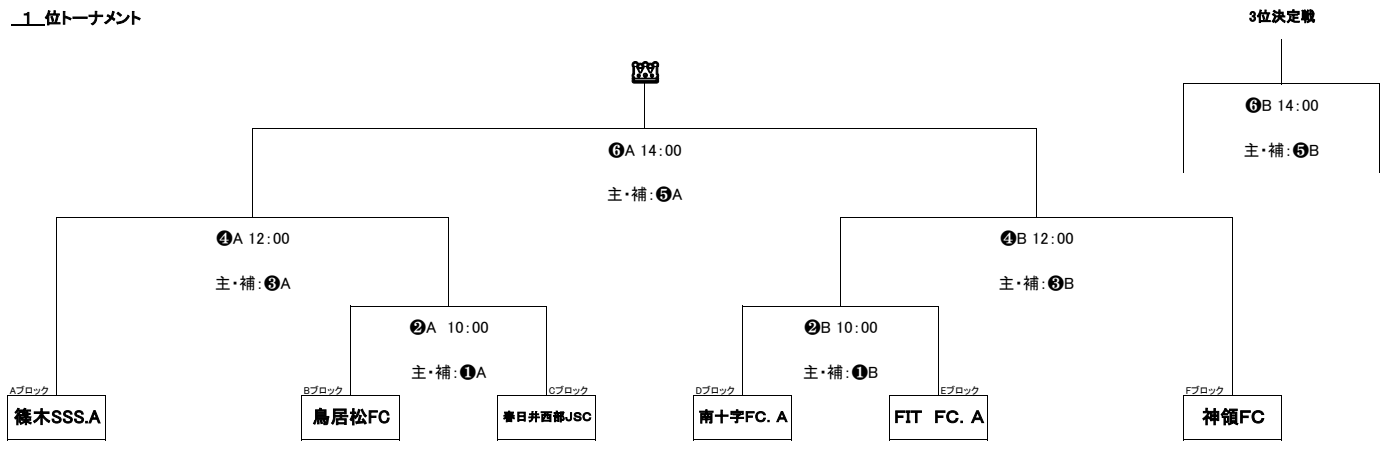 １ 位トーナメント
3位決定戦
❻B 14:00
主・補:❺B
❻A 14:00
主・補:❺A
❹A 12:00
主・補:❸A
❹B 12:00
主・補:❸B
❷A 10:00
主・補:❶A
❷B 10:00
主・補:❶B
Aブロック
Bブロック
Cブロック
Dブロック
Eブロック
Fブロック
篠木SSS.A
鳥居松FC
春日井西部JSC
南十字FC. A
FIT FC. A
神領FC